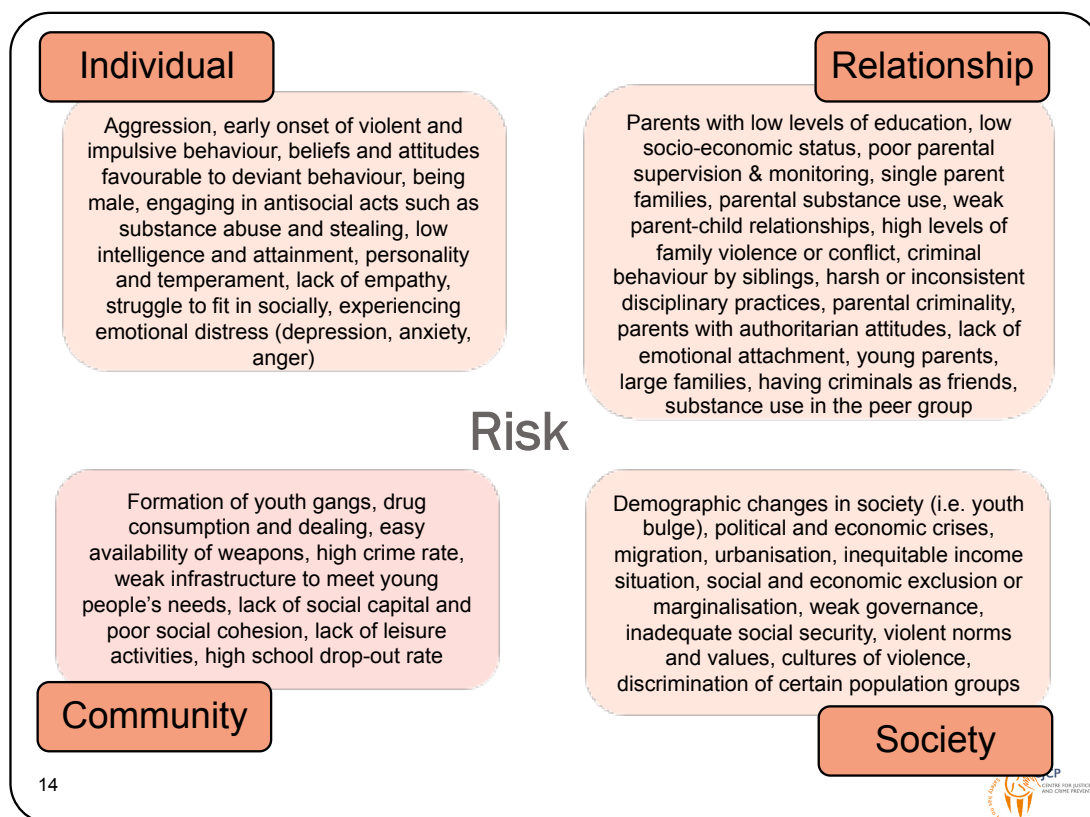 Individual
Aggression, early onset of violent and
impulsive behaviour, beliefs and attitudes
favourable to deviant behaviour, being
male, engaging in antisocial acts such as
substance abuse and stealing, low
intelligence and attainment, personality
and temperament, lack of empathy,
struggle to fit in socially, experiencing
emotional distress (depression, anxiety,
anger)
Relationship
Parents with low levels of education, low
socio-economic status, poor parental
supervision & monitoring, single parent
families, parental substance use, weak
parent-child relationships, high levels of
family violence or conflict, criminal
behaviour by siblings, harsh or inconsistent
disciplinary practices, parental criminality,
parents with authoritarian attitudes, lack of
emotional attachment, young parents,
large families, having criminals as friends,
substance use in the peer group
Risk
Formation of youth gangs, drug
consumption and dealing, easy
availability of weapons, high crime rate,
weak infrastructure to meet young
people's needs, lack of social capital and
poor social cohesion, lack of leisure
activities, high school drop-out rate
Community
Demographic changes in society (i.e. youth
bulge), political and economic crises,
migration, urbanisation, inequitable income
situation, social and economic exclusion or
marginalisation, weak governance,
inadequate social security, violent norms
and values, cultures of violence,
discrimination of certain population groups
Society
14
CENTRE FOR JUSTICE
AND CRIME PREVENT